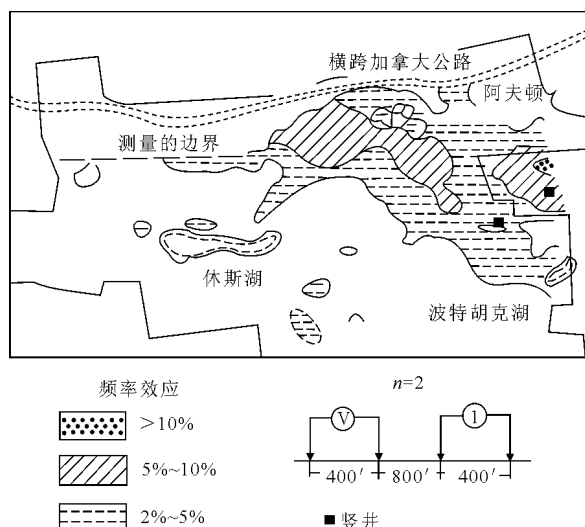 横跨加拿大公路
阿夫顿
测量的边界
休斯湖
波特胡克湖
频率效应
>10%
5%~10%
2%~5%
n=2
V
1
400′
800′
400′
竖井